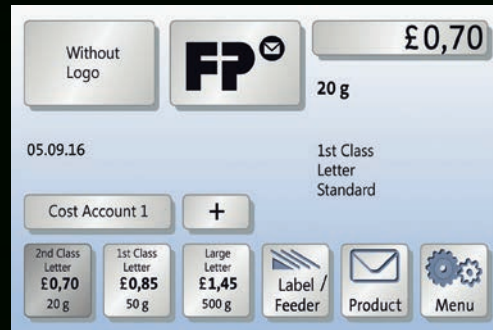 Without
Logo
FP
£0,70
20 g
05.09.16
1st Class
Letter
Standard
Cost Account 1
+
2nd Class
Letter
£0,70
20 g
1st Class
Letter
£0,85
50 g
Large
Letter
£1,45
500 g
Label /
Feeder
Product
Menu